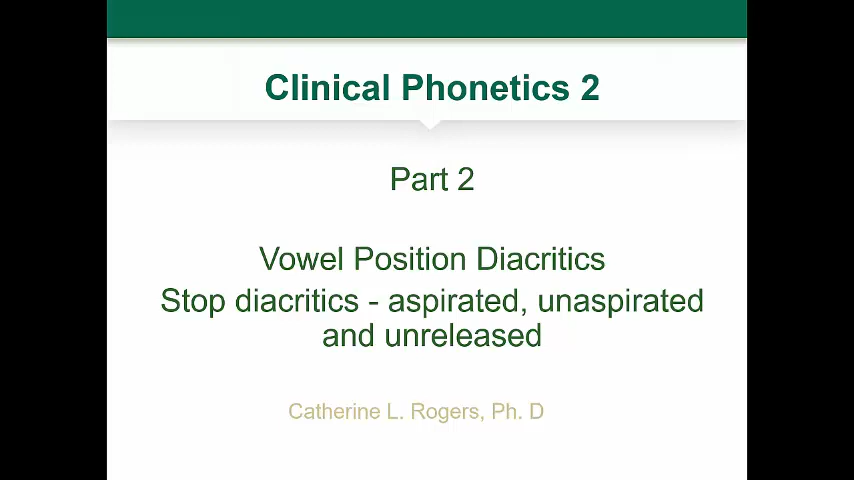 Clinical Phonetics 2
Part 2
Vowel Position Diacritics
Stop diacritics - aspirated, unaspirated
and unreleased
Catherine L. Rogers, Ph. D